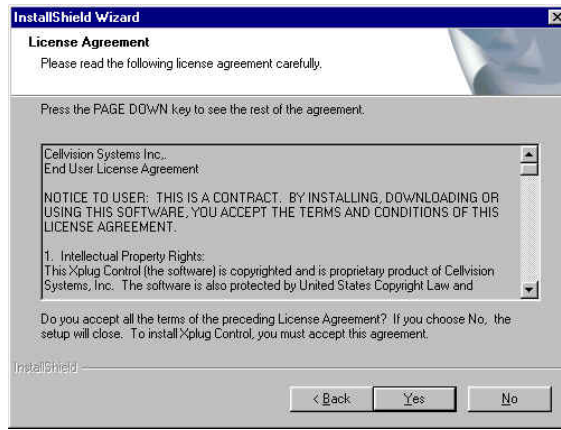 InstallShield Wizard
License Agreement
Please read the following license agreement carefully.
Press the PAGE DOWN key to see the rest of the agreement.
Cellvision Systems Inc,.
End User License Agreement
NOTICE TO USER: THIS IS A CONTRACT. BY INSTALLING, DOWNLOADING OR
USING THIS SOFTWARE, YOU ACCEPT THE TERMS AND CONDITIONS OF THIS
LICENSE AGREEMENT.
1. Intellectual Property Rights:
This Xplug Control (the software) is copyrighted and is proprietary product of Cellvision
Systems, Inc. The software is also protected by United States Copyright Law and
Do you accept all the terms of the preceding License Agreement? If you choose No, the
setup will close. To install Xplug Control, you must accept this agreement.
InstallShield
< Back
Yes
No